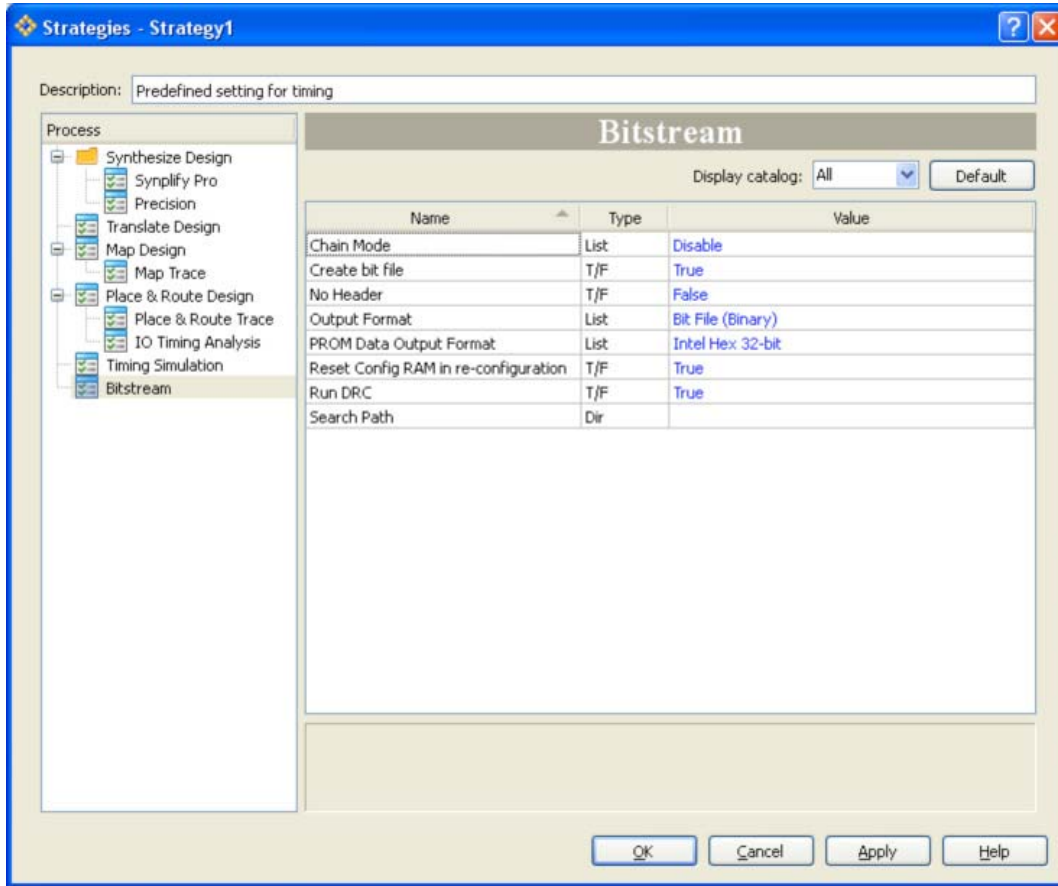 Strategies - Strategy1
Description: Predefined setting for timing
Process
Synthesize Design
Synplify Pro
Precision
Translate Design
Map Design
Map Trace
Place & Route Design
Place & Route Trace
IO Timing Analysis
Timing Simulation
Bitstream
Bitstream
Display catalog: All Default
Name Type Value
Chain Mode List Disable
Create bit file T/F True
No Header T/F False
Output Format List Bit File (Binary)
PROM Data Output Format List Intel Hex 32-bit
Reset Config RAM in re-configuration T/F True
Run DRC T/F True
Search Path Dir
OK Cancel Apply Help